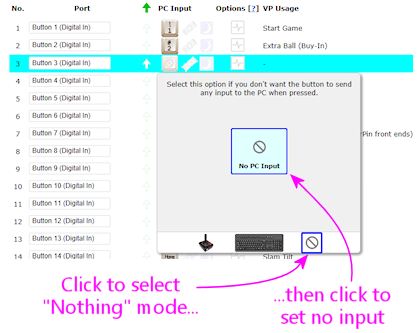 No. Port PC Input Options [?] VP Usage
1 Button 1 (Digital In) ! 1 Start Game
2 Button 2 (Digital In) @ 2 Extra Ball (Buy-In)
3 Button 3 (Digital In) -
4 Button 4 (Digital In)
5 Button 5 (Digital In)
6 Button 6 (Digital In)
7 Button 7 (Digital In) Pin front ends)
8 Button 8 (Digital In)
9 Button 9 (Digital In)
10 Button 10 (Digital In)
11 Button 11 (Digital In)
12 Button 12 (Digital In)
13 Button 13 (Digital In)
14 Button 14 (Digital In) Home Slam Tilt
Select this option if you don't want the button to send
any input to the PC when pressed.
No PC Input
Click to select
"Nothing" mode...
...then click to
set no input